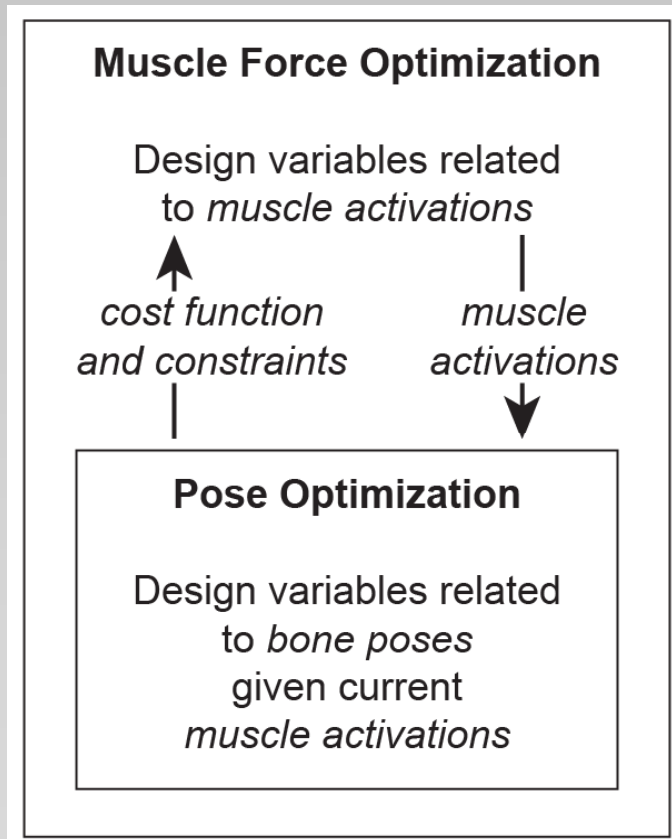 Muscle Force Optimization
Design variables related
to muscle activations
cost function
and constraints
muscle
activations
Pose Optimization
Design variables related
to bone poses
given current
muscle activations